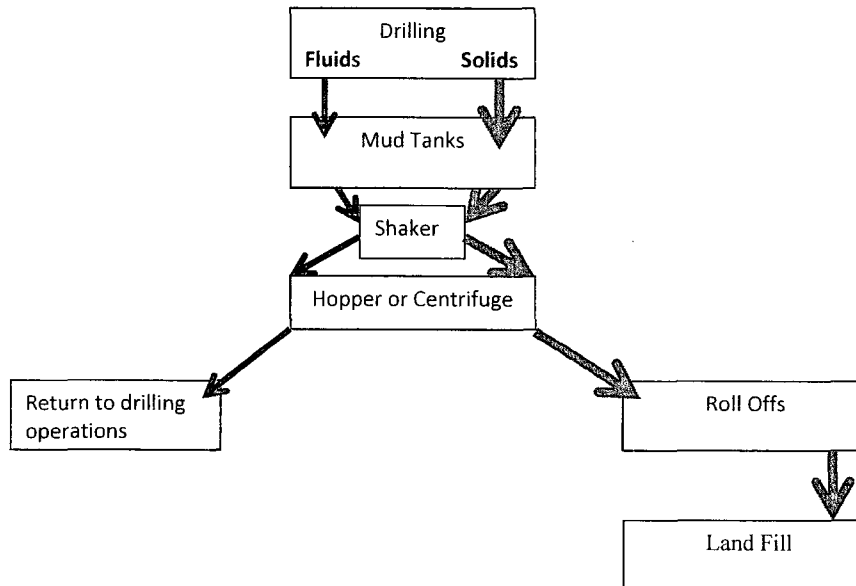 Drilling
Fluids Solids
Mud Tanks
Shaker
Hopper or Centrifuge
Return to drilling
operations
Roll Offs
Land Fill